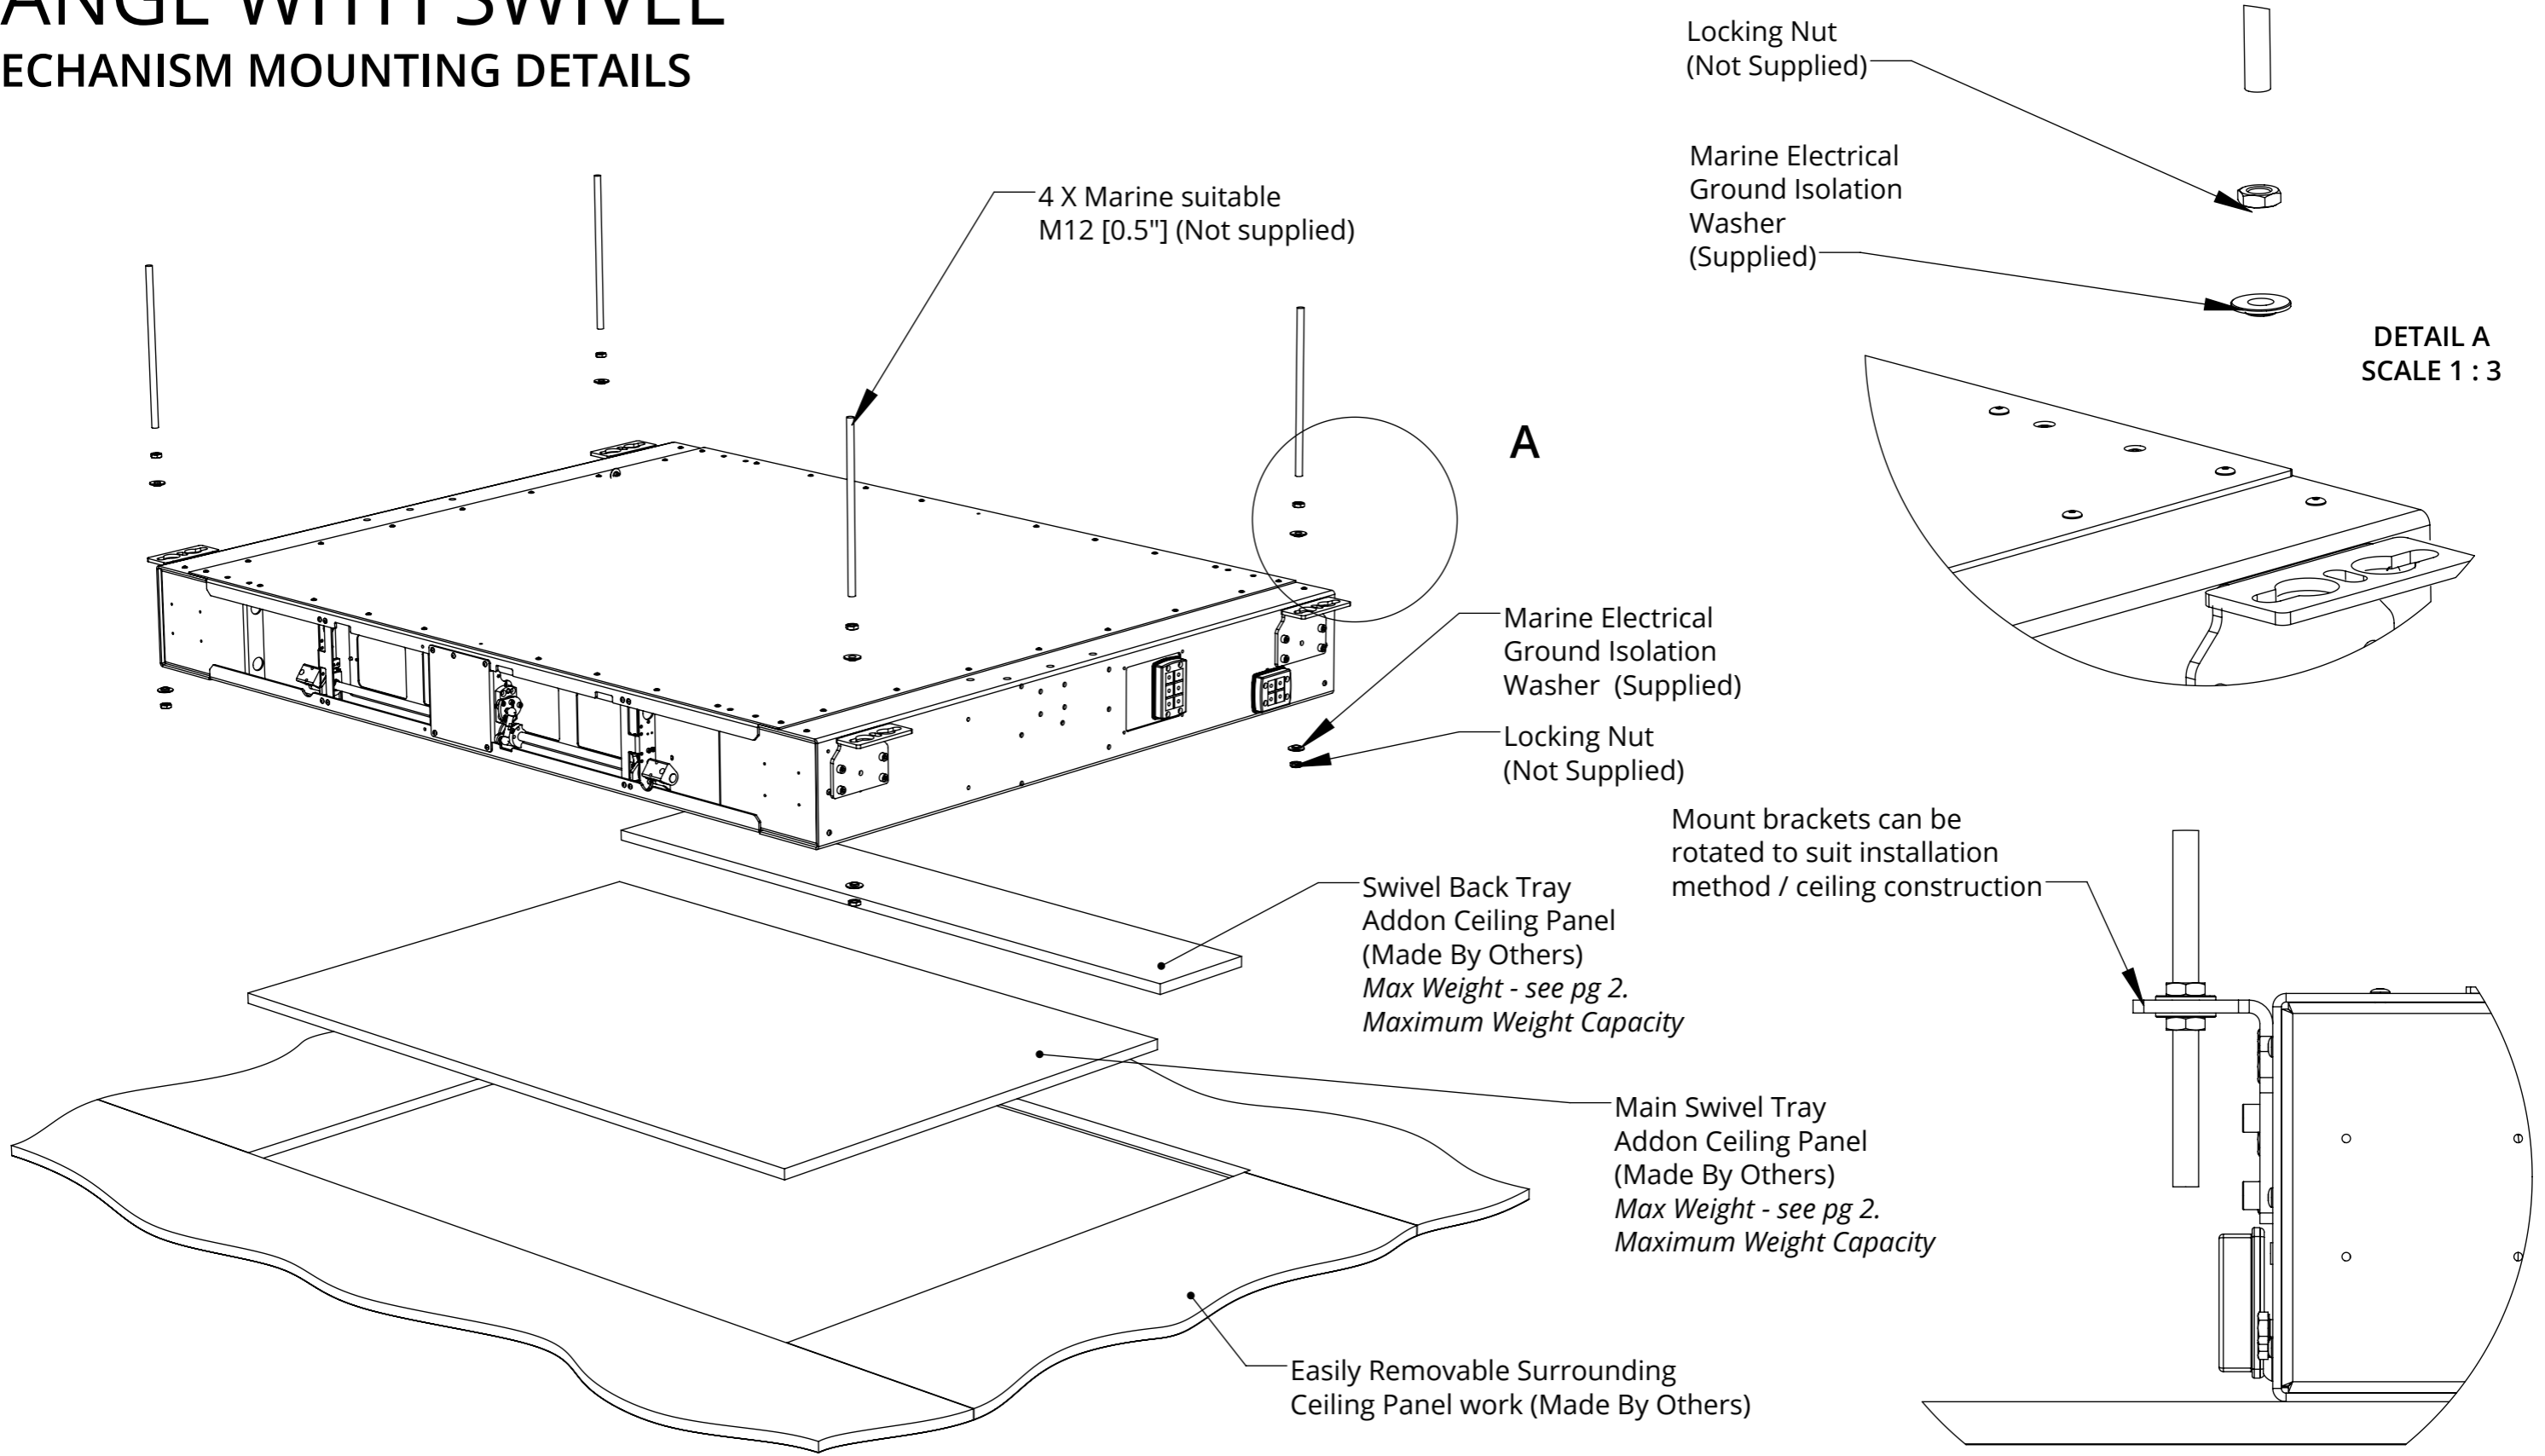 ANGE WITH SWIVEL
ECHANISM MOUNTING DETAILS
Locking Nut
(Not Supplied)
Marine Electrical
Ground Isolation
Washer
(Supplied)
DETAIL A
SCALE 1 : 3
4 X Marine suitable
M12 [0.5"] (Not supplied)
A
Marine Electrical
Ground Isolation
Washer (Supplied)
Locking Nut
(Not Supplied)
Mount brackets can be
rotated to suit installation
method / ceiling construction
Swivel Back Tray
Addon Ceiling Panel
(Made By Others)
Max Weight - see pg 2.
Maximum Weight Capacity
Main Swivel Tray
Addon Ceiling Panel
(Made By Others)
Max Weight - see pg 2.
Maximum Weight Capacity
Easily Removable Surrounding
Ceiling Panel work (Made By Others)